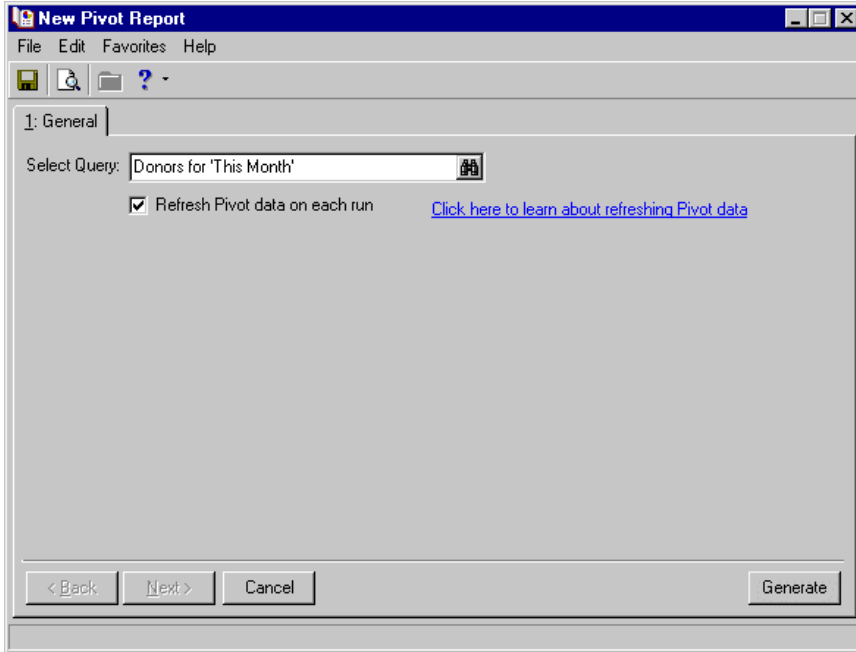 New Pivot Report
File Edit Favorites Help
?
1: General
Select Query: Donors for 'This Month'
Refresh Pivot data on each run Click here to learn about refreshing Pivot data
< Back Next > Cancel Generate